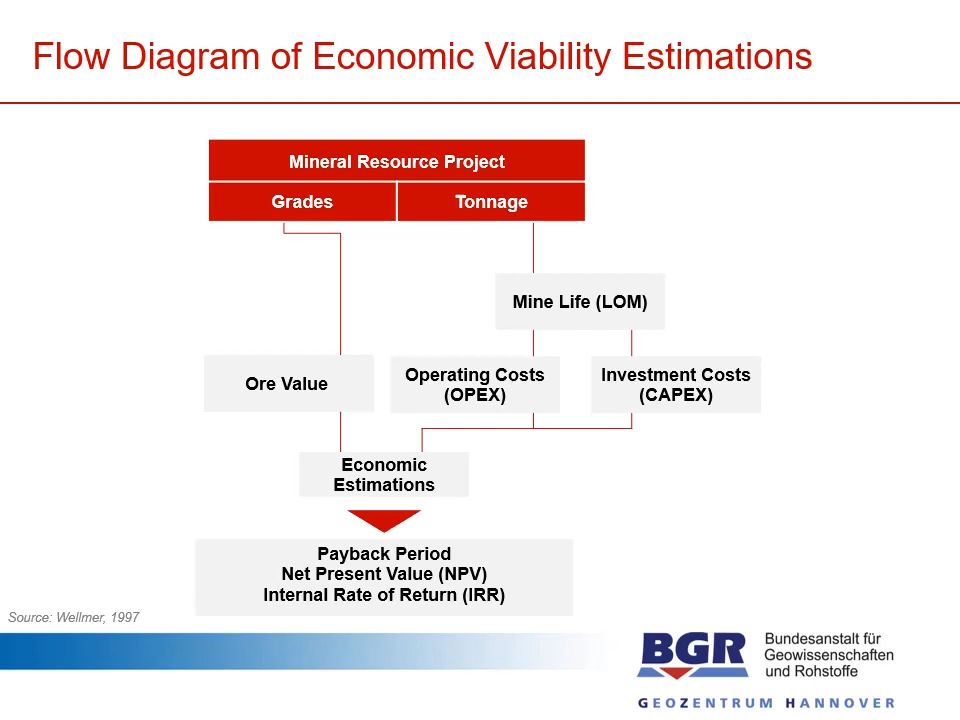 Flow Diagram of Economic Viability Estimations
Mineral Resource Project
Grades
Tonnage
Mine Life (LOM)
Ore Value
Operating Costs
(OPEX)
Investment Costs
(CAPEX)
Economic
Estimations
Payback Period
Net Present Value (NPV)
Internal Rate of Return (IRR)
Source: Wellmer, 1997
BGR
Bundesanstalt für
Geowissenschaften
und Rohstoffe
GEOZENTRUM HANNOVER